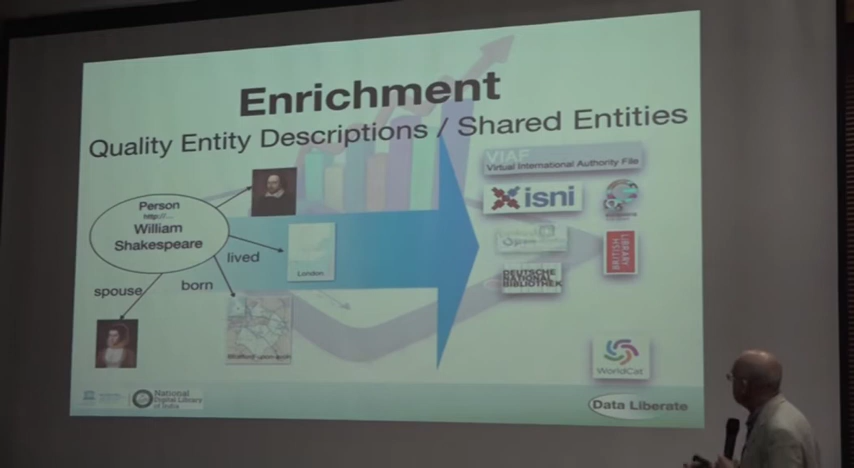 Enrichment
Quality Entity Descriptions / Shared Entities
VIAF
Virtual International Authority File
isni
Person
http://...
William
Shakespeare
lived
London
BRITISH
LIBRARY
DEUTSCHE
NATIONAL
BIBLIOTHEK
spouse
born
Stratford-upon-avon
WorldCat
National
Digital Library
of India
Data Liberate